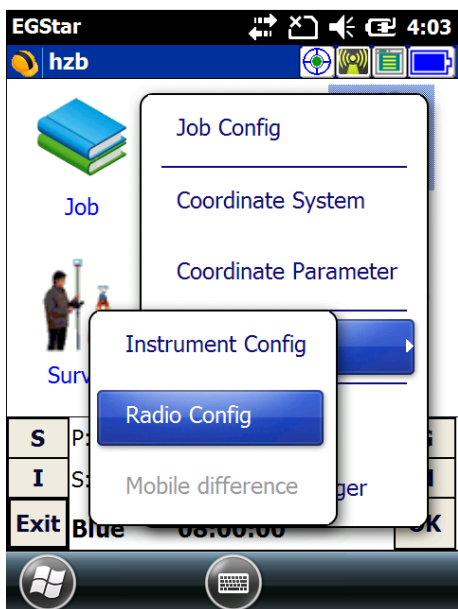 EGStar 4:03
hzb
Job Config
Job
Coordinate System
Coordinate Parameter
Instrument Config
Radio Config
Mobile difference
S P:
I S:
Exit Blue 08:00:00 OK